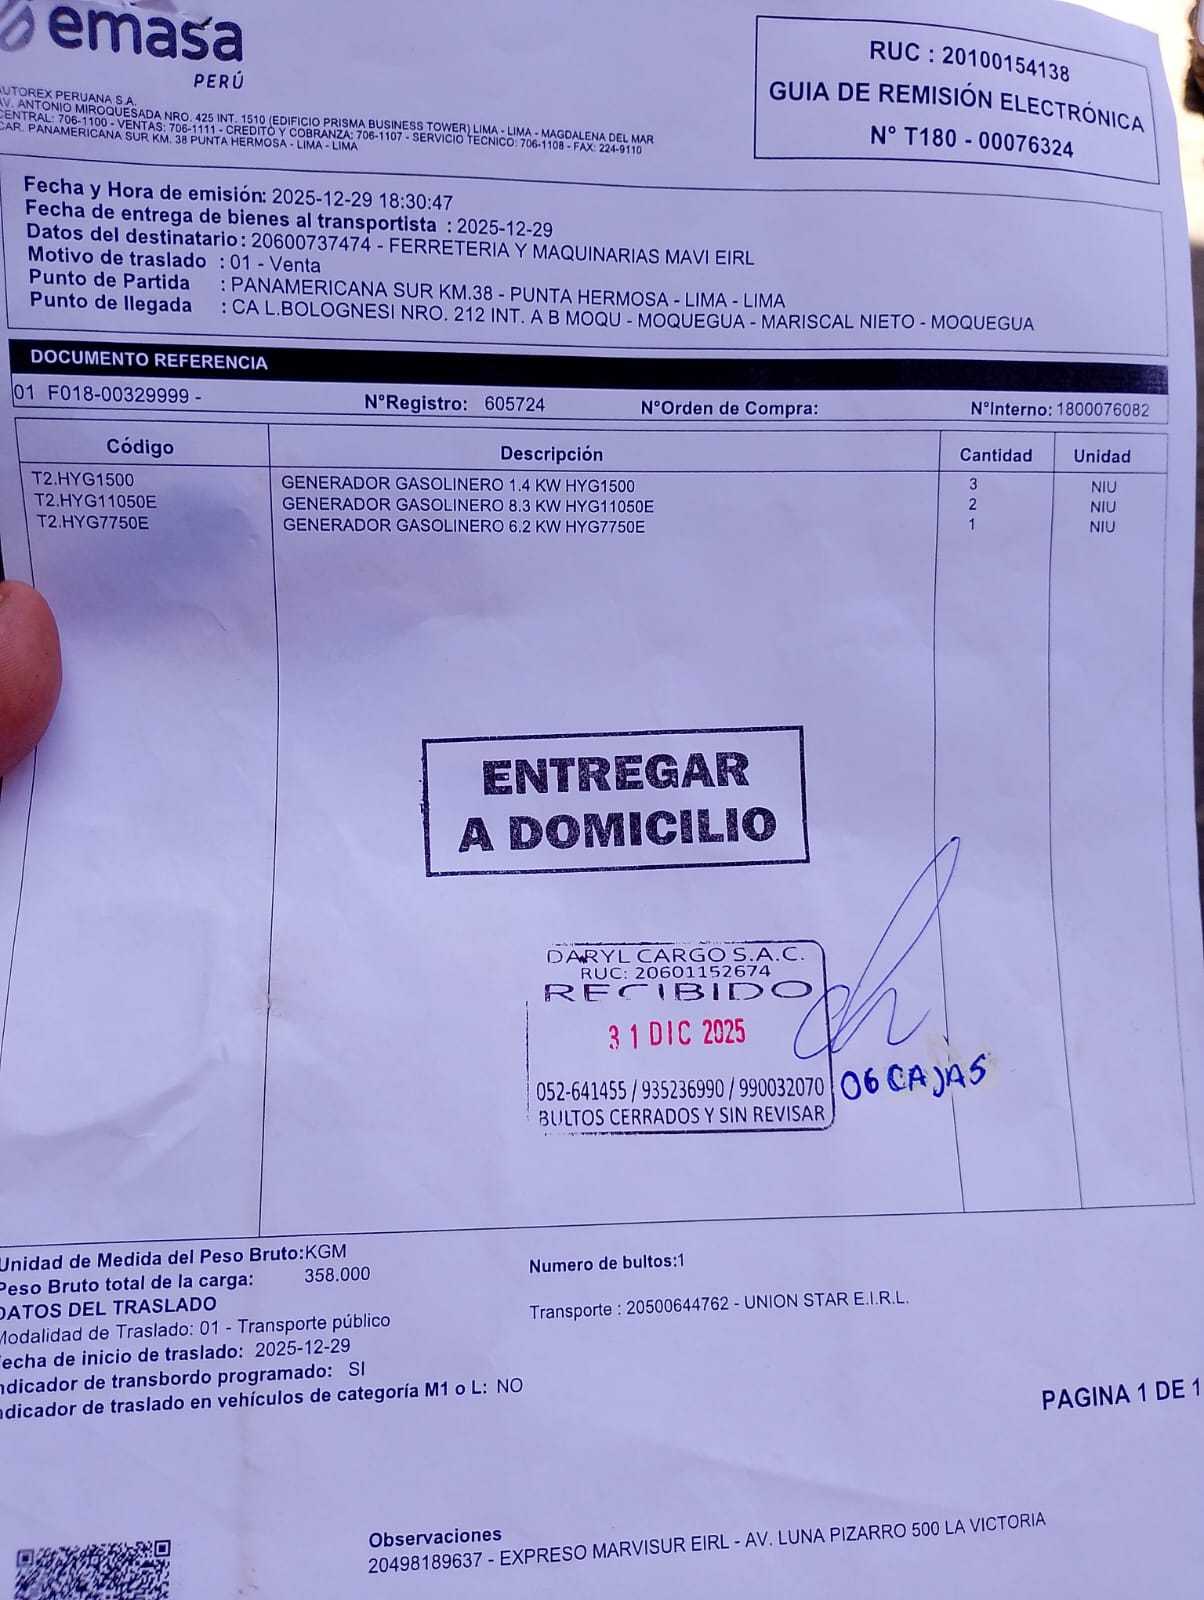 emasa
PERÚ
AUTOREX PERUANA S.A.
AV. ANTONIO MIROQUESADA NRO. 425 INT. 1510 (EDIFICIO PRISMA BUSINESS TOWER) LIMA - LIMA - MAGDALENA DEL MAR
CENTRAL: 706-1100 - VENTAS: 706-1111 - CREDITO Y COBRANZA: 706-1107 - SERVICIO TECNICO: 706-1108 - FAX: 224-9110
CAR. PANAMERICANA SUR KM. 38 PUNTA HERMOSA - LIMA - LIMA
RUC : 20100154138
GUIA DE REMISIÓN ELECTRÓNICA
N° T180 - 00076324
Fecha y Hora de emisión: 2025-12-29 18:30:47
Fecha de entrega de bienes al transportista : 2025-12-29
Datos del destinatario: 20600737474 - FERRETERIA Y MAQUINARIAS MAVI EIRL
Motivo de traslado : 01 - Venta
Punto de Partida : PANAMERICANA SUR KM.38 - PUNTA HERMOSA - LIMA - LIMA
Punto de llegada : CA L.BOLOGNESI NRO. 212 INT. A B MOQU - MOQUEGUA - MARISCAL NIETO - MOQUEGUA
DOCUMENTO REFERENCIA
01 F018-00329999 - N°Registro: 605724 N°Orden de Compra: N°Interno: 1800076082
Código Descripción Cantidad Unidad
T2.HYG1500 GENERADOR GASOLINERO 1.4 KW HYG1500 3 NIU
T2.HYG11050E GENERADOR GASOLINERO 8.3 KW HYG11050E 2 NIU
T2.HYG7750E GENERADOR GASOLINERO 6.2 KW HYG7750E 1 NIU
ENTREGAR
A DOMICILIO
DARYL CARGO S.A.C.
RUC: 20601152674
RECIBIDO
31 DIC 2025
052-641455 / 935236990 / 990032070
BULTOS CERRADOS Y SIN REVISAR
06 CAJAS
Unidad de Medida del Peso Bruto:KGM
Peso Bruto total de la carga: 358.000
Numero de bultos:1
DATOS DEL TRASLADO
Modalidad de Traslado: 01 - Transporte público
Transporte : 20500644762 - UNION STAR E.I.R.L.
Fecha de inicio de traslado: 2025-12-29
Indicador de transbordo programado: SI
Indicador de traslado en vehículos de categoría M1 o L: NO
PAGINA 1 DE 1
Observaciones
20498189637 - EXPRESO MARVISUR EIRL - AV. LUNA PIZARRO 500 LA VICTORIA